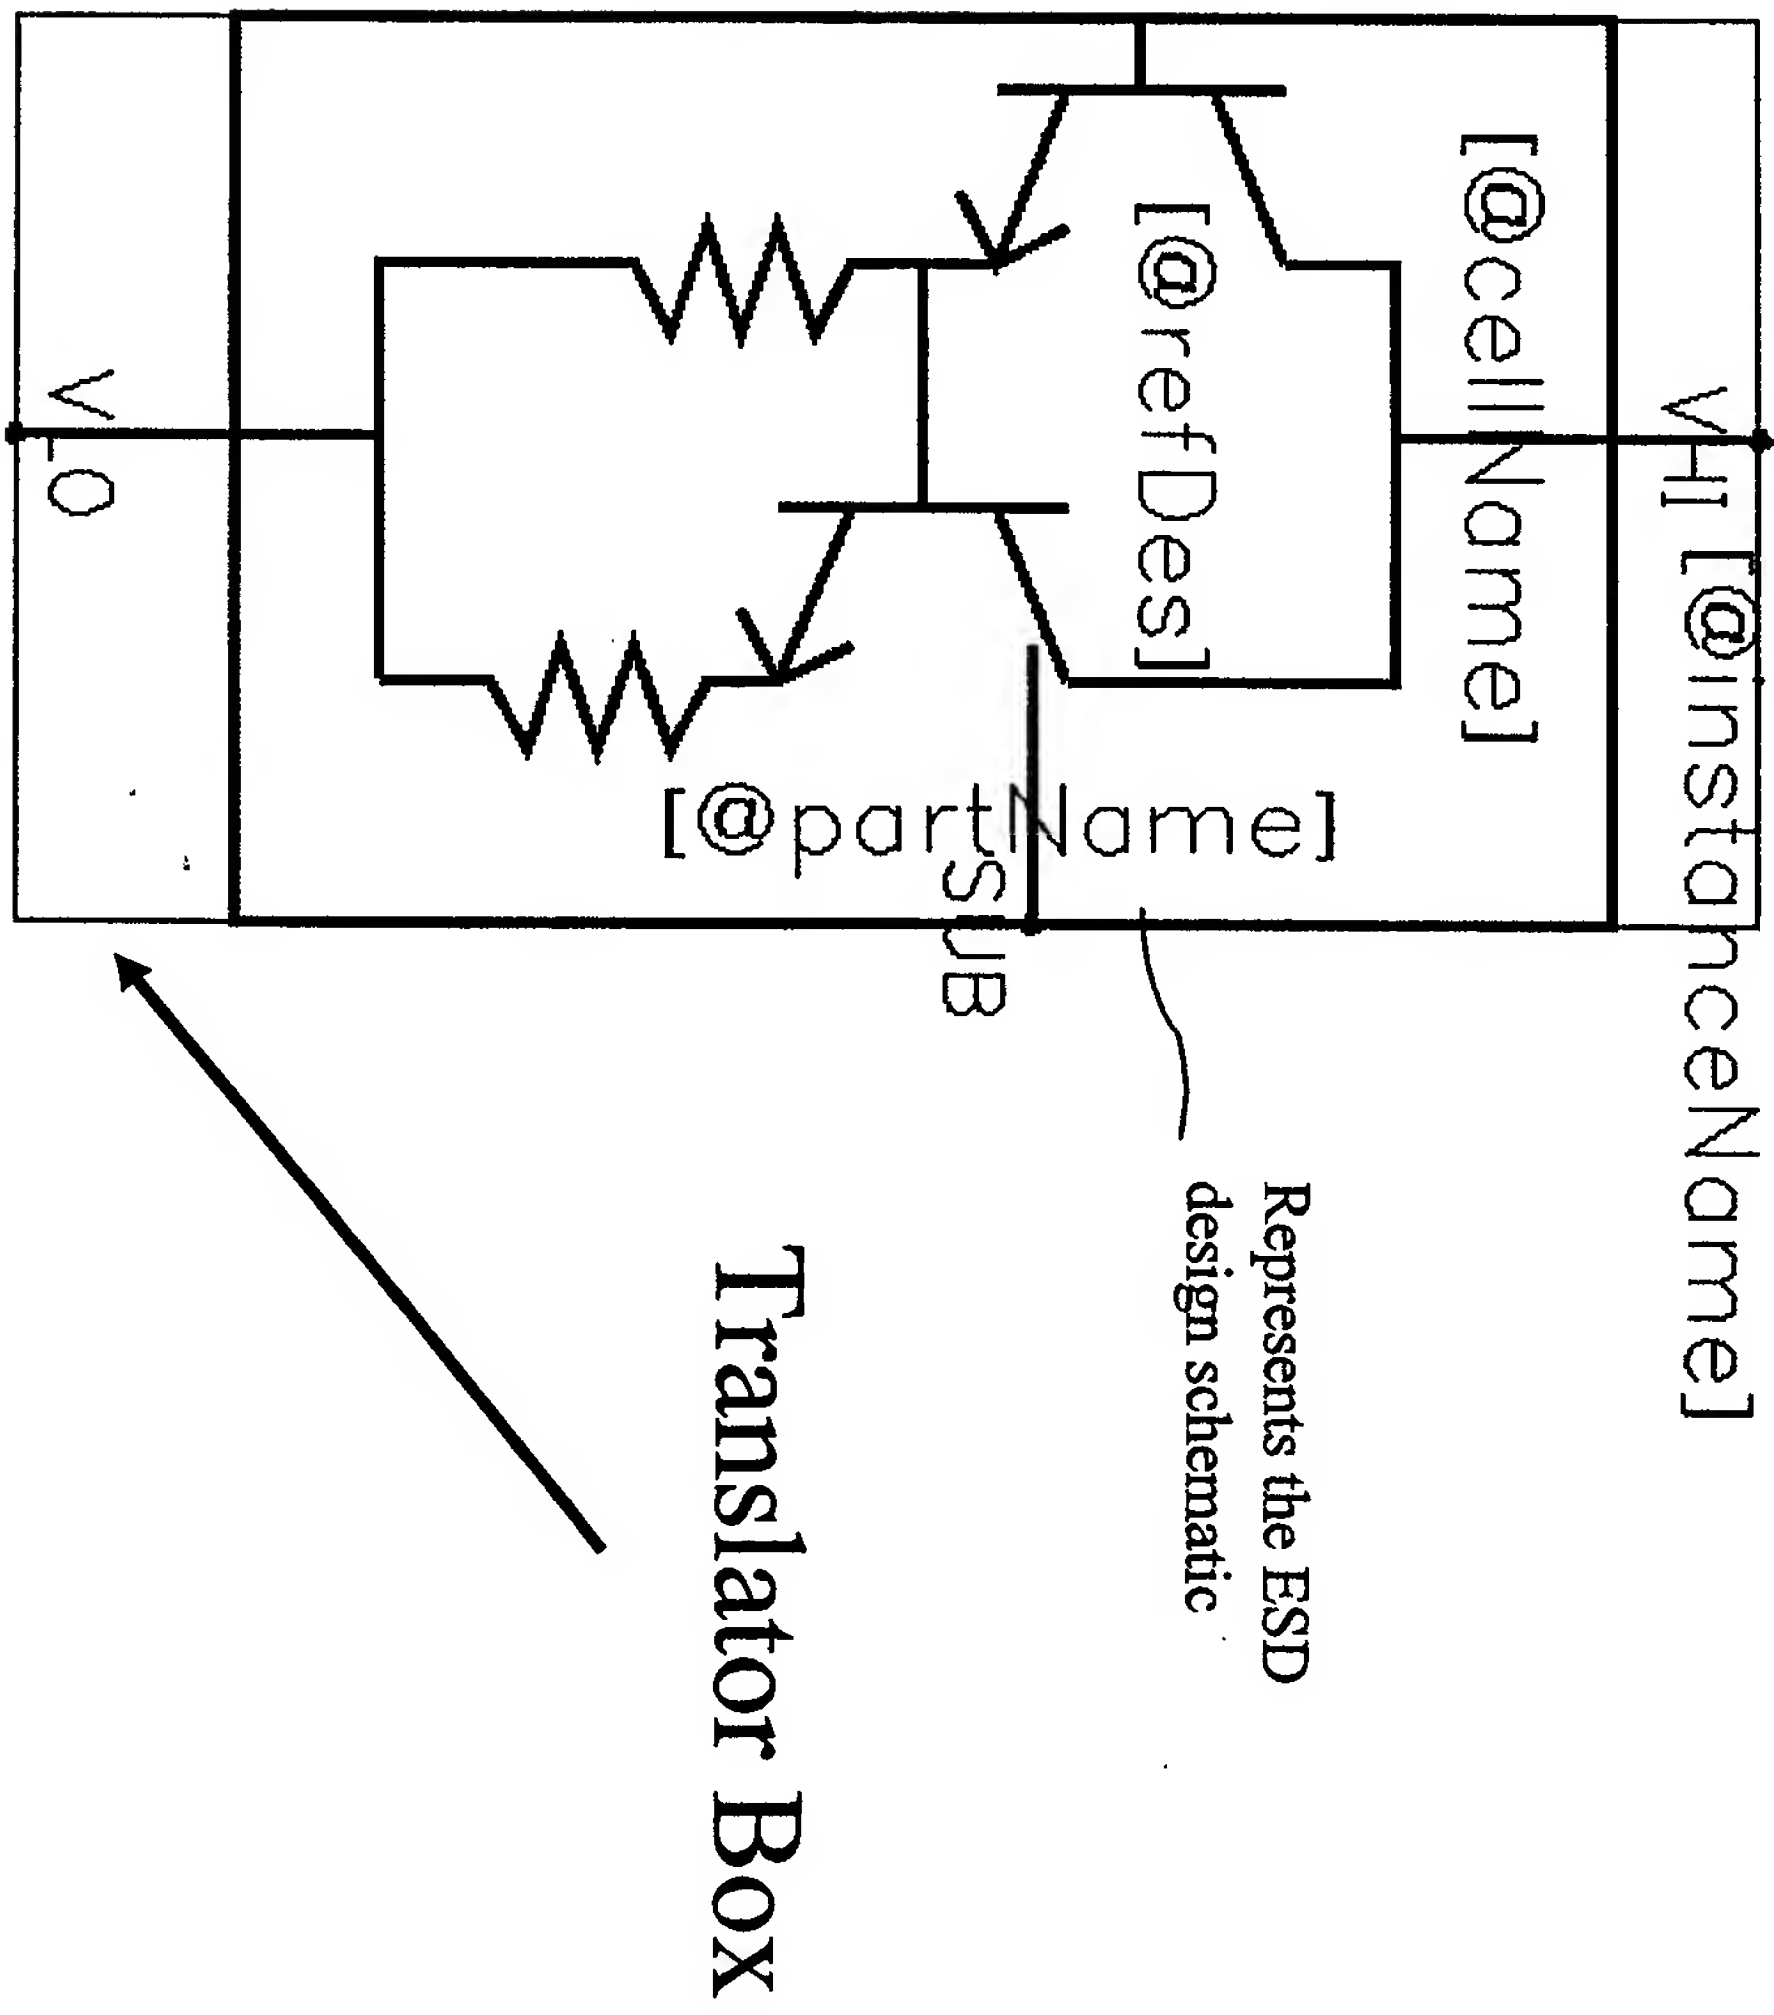 VHI
[@instanceName]
[@cellName]
Represents the ESD
design schematic
[@refDes]
[@partName]
SUB
Translator Box
VLO